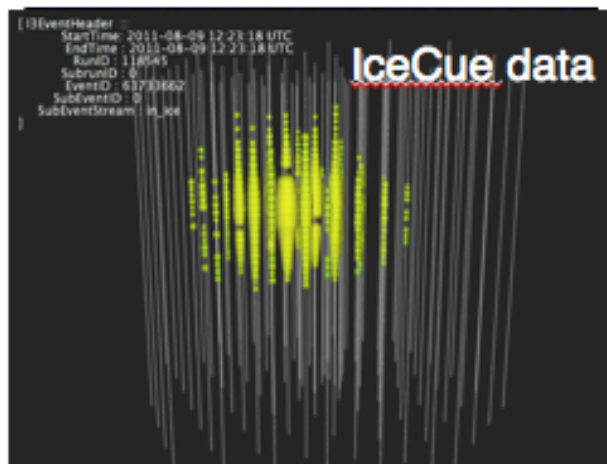 [ I3EventHeader :
StartTime: 2011-08-09 12:23:18 UTC
EndTime : 2011-08-09 12:23:18 UTC
RunID : 118545
SubrunID : 0
EventID : 63733662
SubEventID : 0
SubEventStream : in_ice
]
IceCue data